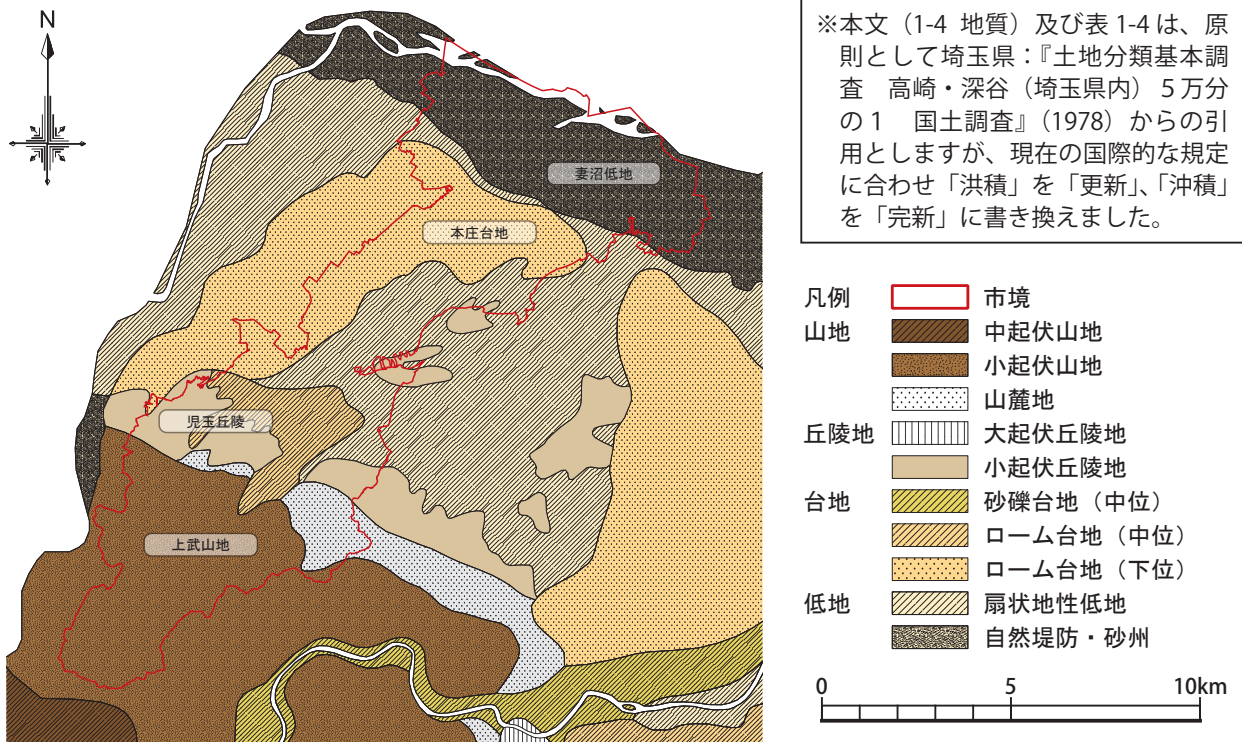 N
※本文（1-4 地質）及び表 1-4 は、原
則として埼玉県：『土地分類基本調
査　高崎・深谷（埼玉県内）５万分
の１　国土調査』（1978）からの引
用としますが、現在の国際的な規定
に合わせ「洪積」を「更新」、「沖積」
を「完新」に書き換えました。
妻沼低地
本庄台地
児玉丘陵
上武山地
凡例 市境
山地 中起伏山地
小起伏山地
山麓地
丘陵地 大起伏丘陵地
小起伏丘陵地
台地 砂礫台地（中位）
ローム台地（中位）
ローム台地（下位）
低地 扇状地性低地
自然堤防・砂州
0 5 10km